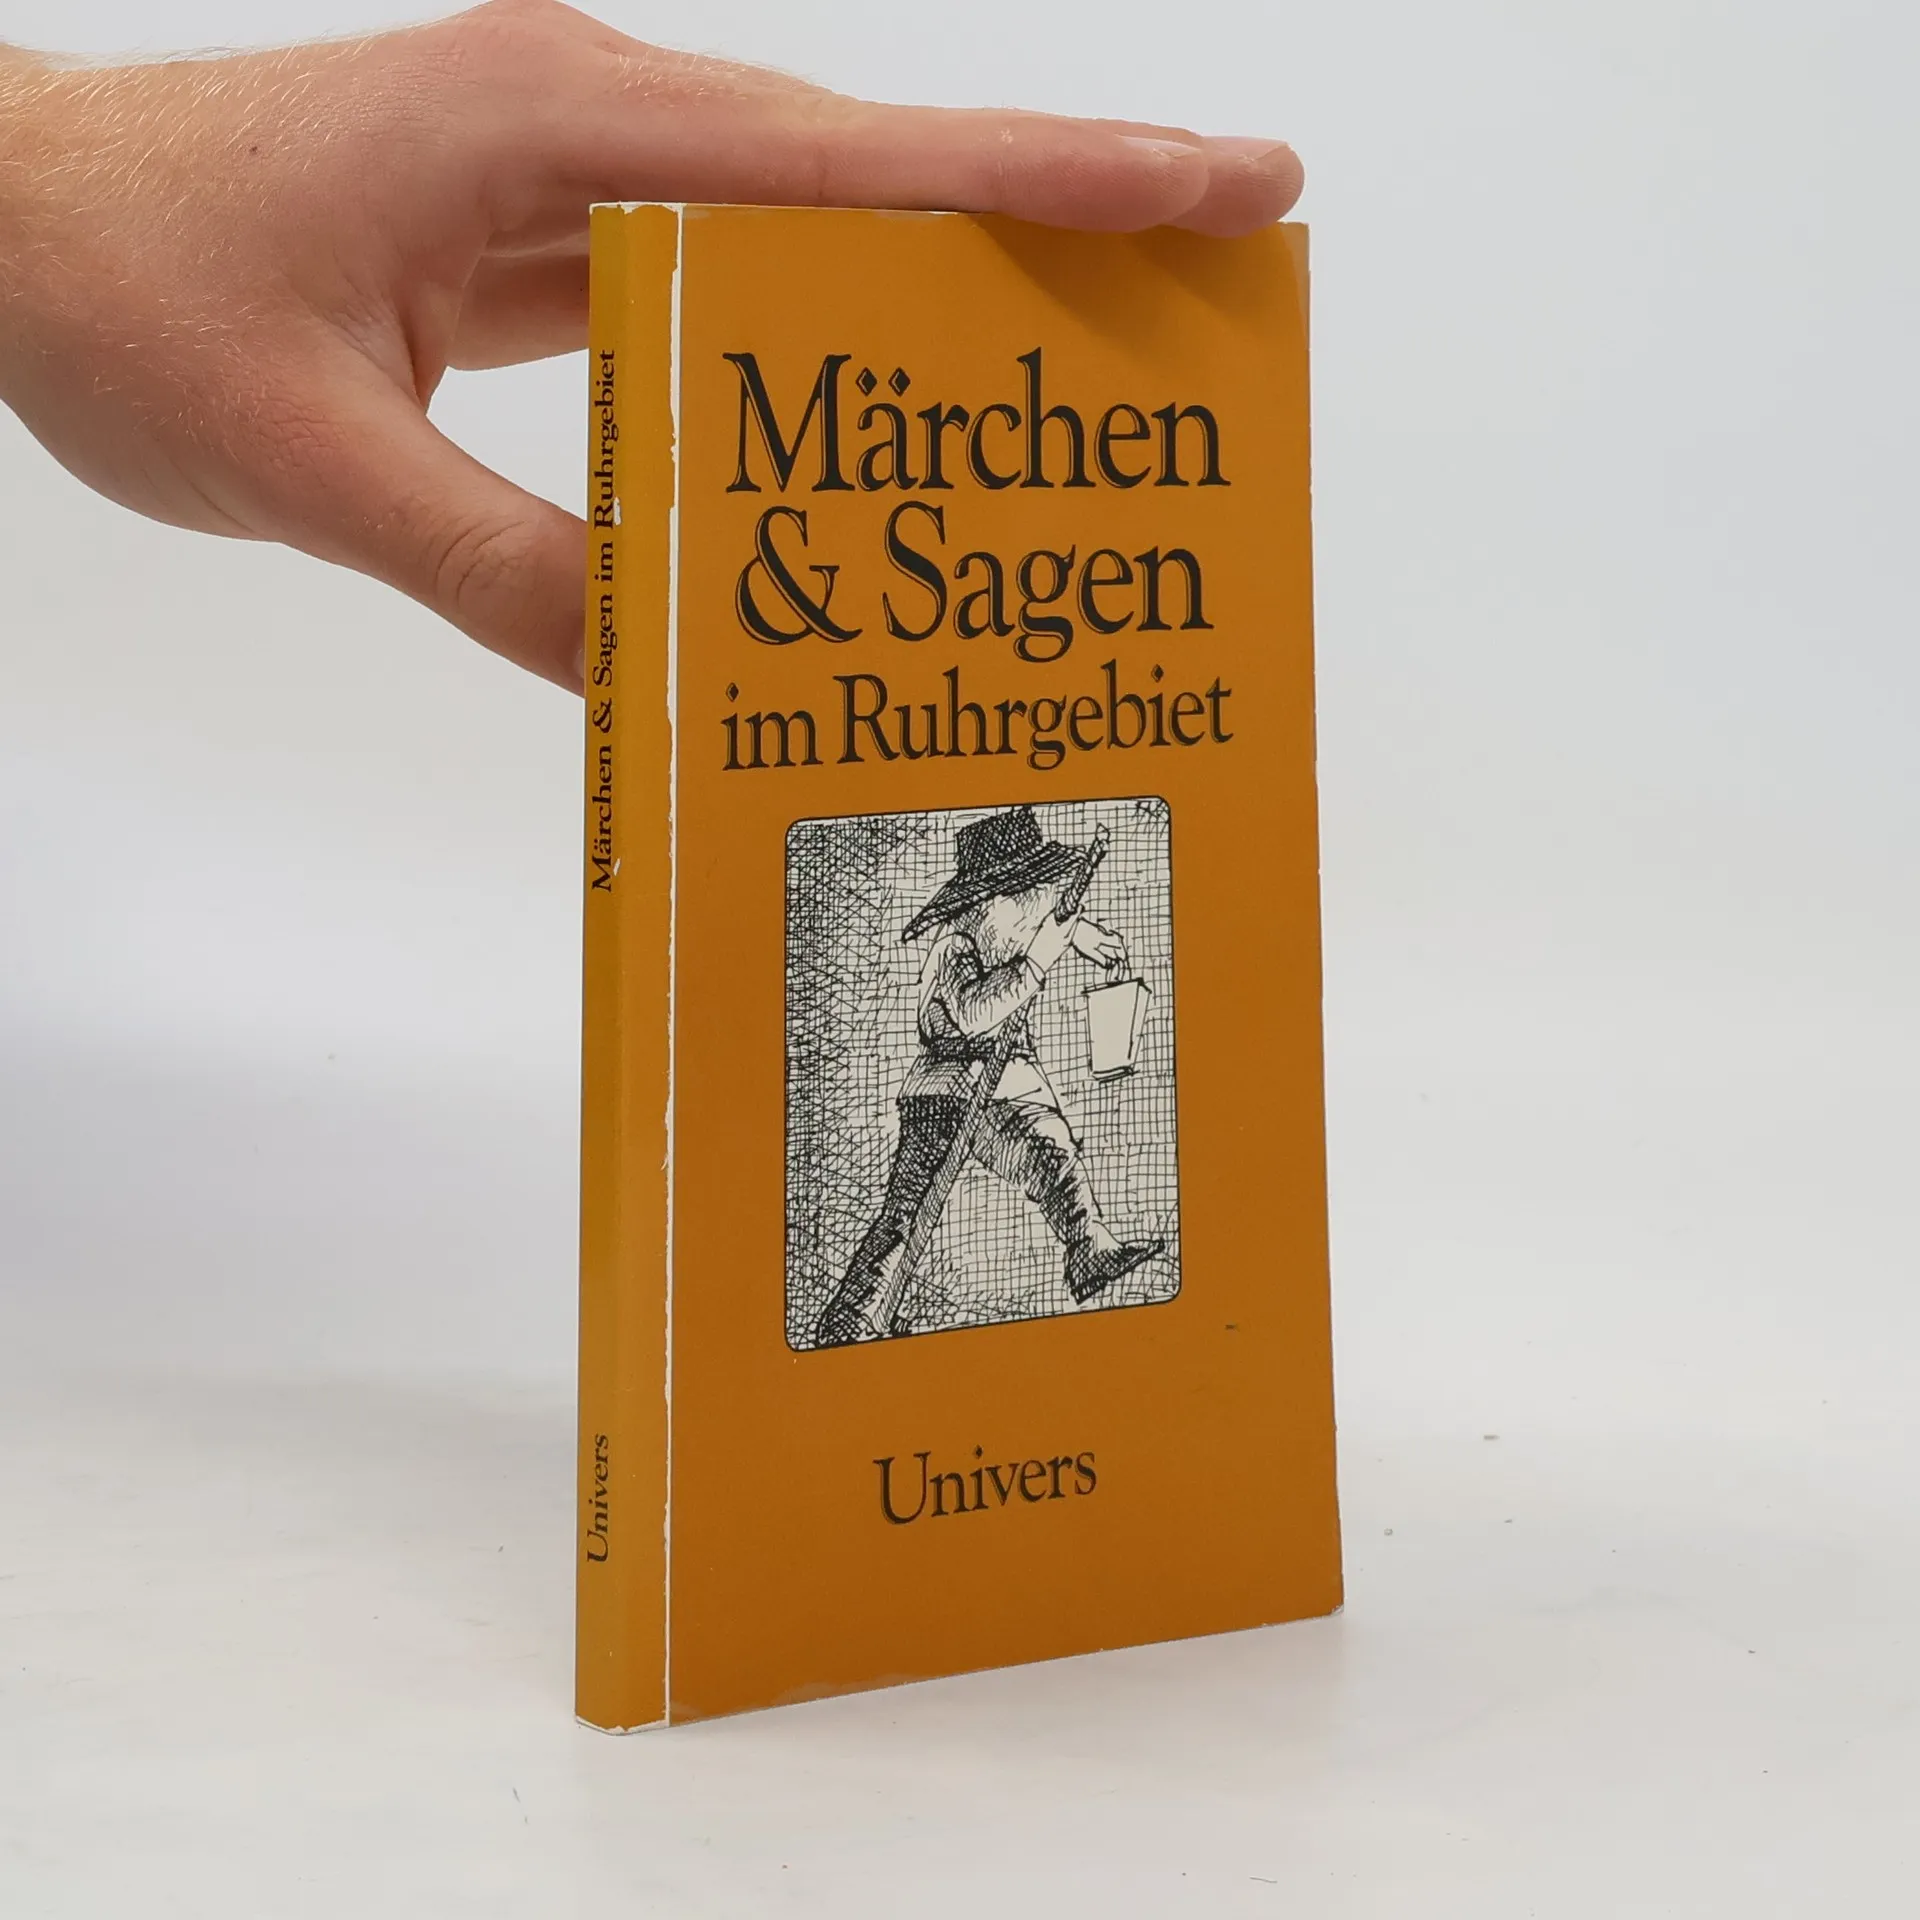 Märchen
& Sagen
im Ruhrgebiet
Univers
Märchen & Sagen im Ruhrgebiet
Univers